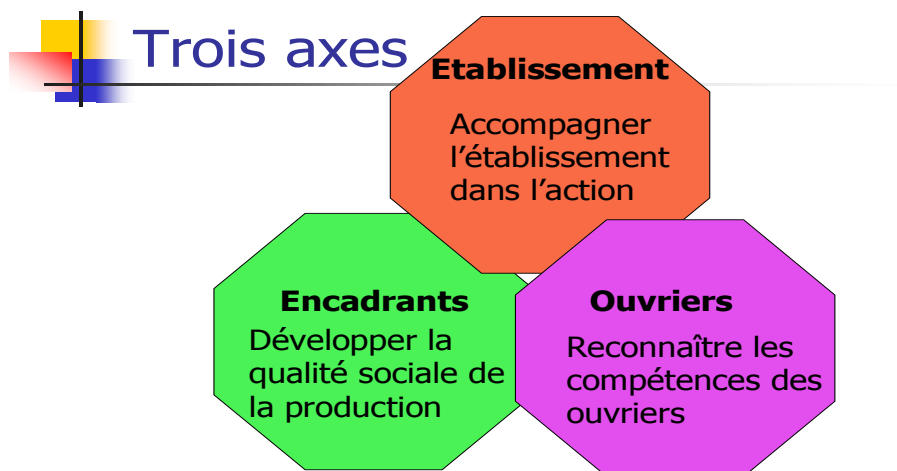 Trois axes
Etablissement
Accompagner
l'établissement
dans l'action
Encadrants
Développer la
qualité sociale de
la production
Ouvriers
Reconnaître les
compétences des
ouvriers